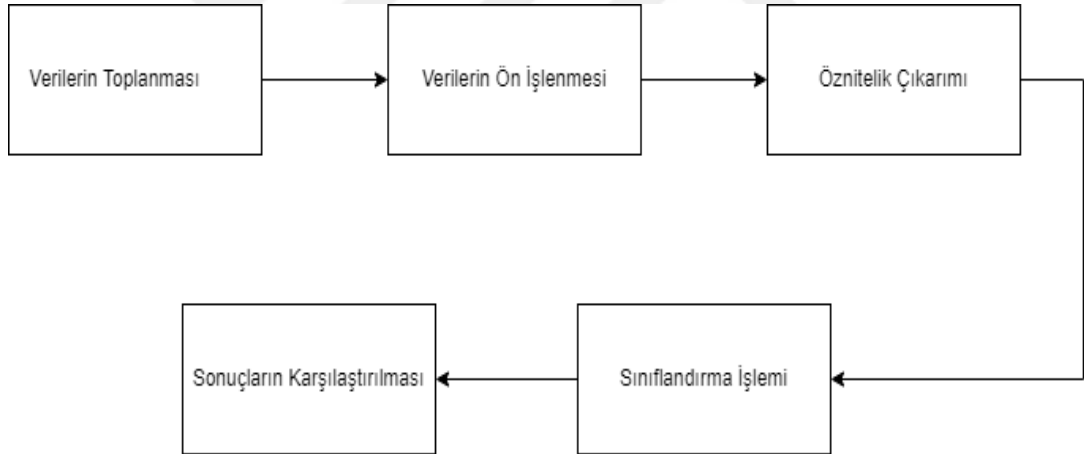 Verilerin Toplanması
Verilerin Ön İşlenmesi
Öznitelik Çıkarımı
Sınıflandırma İşlemi
Sonuçların Karşılaştırılması